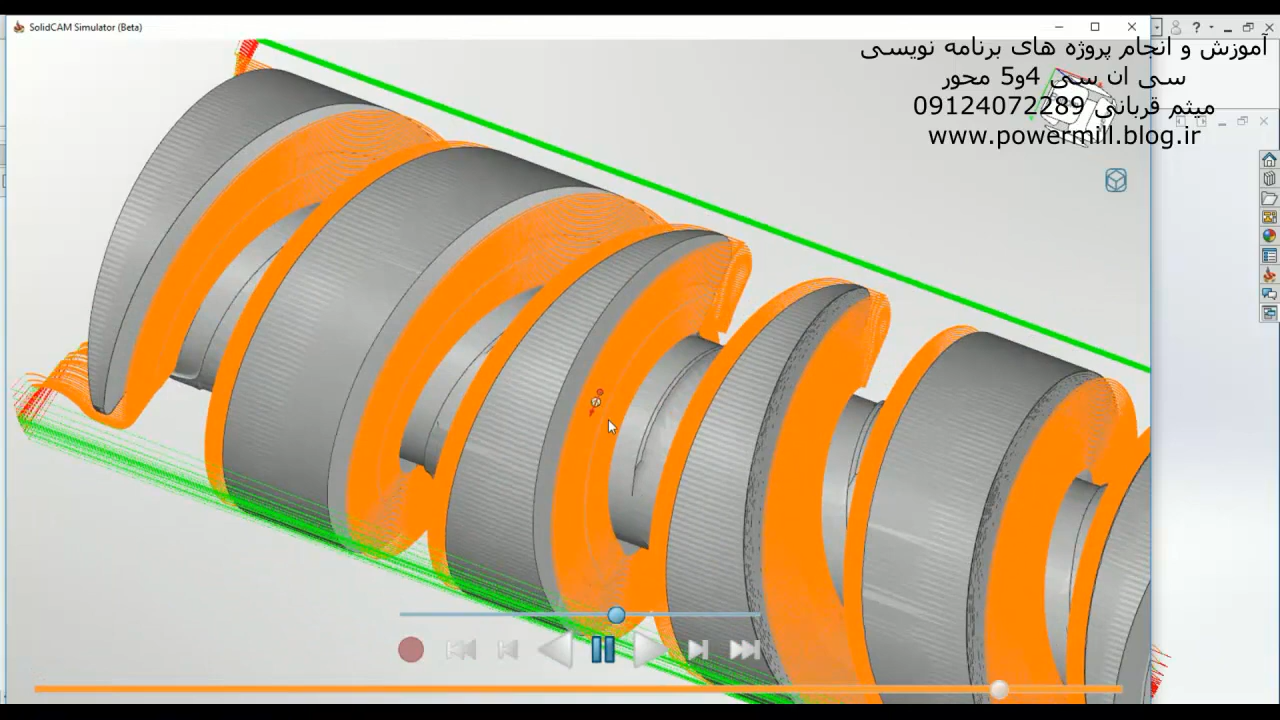 SolidCAM Simulator (Beta)
آموزش و انجام پروژه های برنامه نویسی
سی ان سی 4و5 محور
میثم قربانی 09124072289
www.powermill.blog.ir